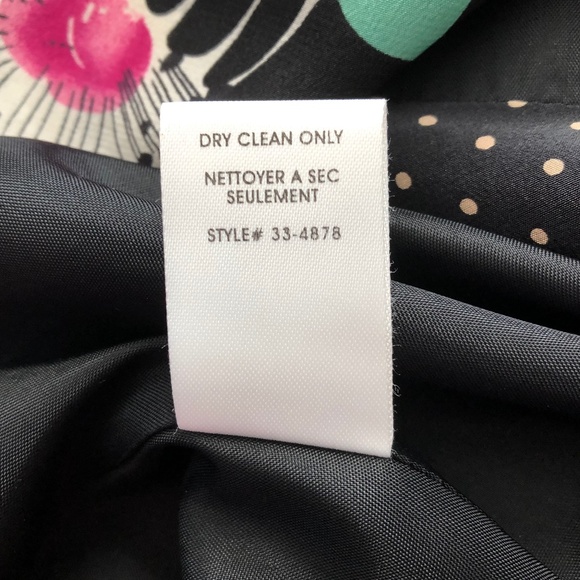 DRY CLEAN ONLY
NETTOYER A SEC
SEULEMENT
STYLE# 33-4878